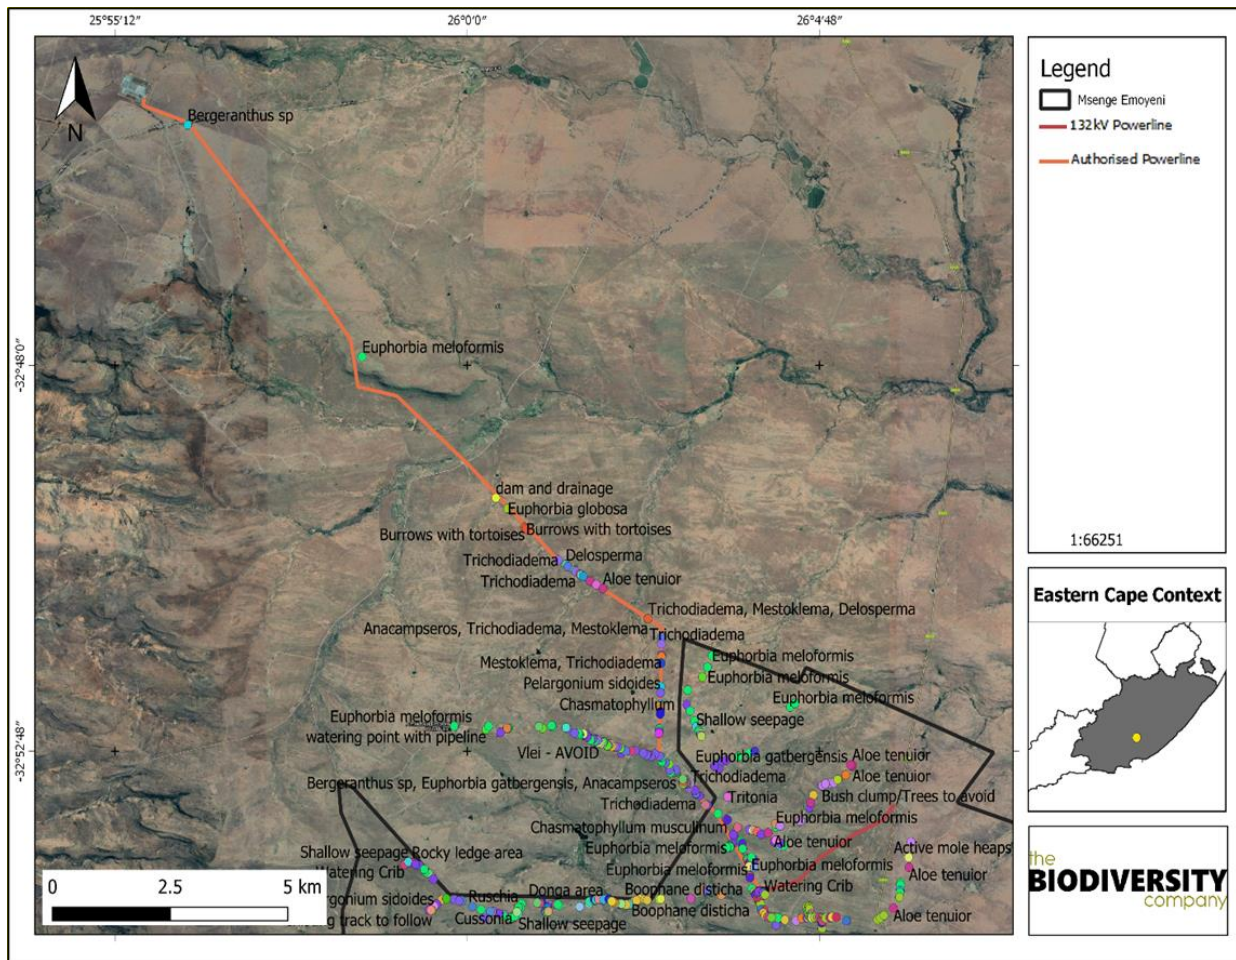 25°55'12"
26°0'0"
26°4'48"
N
Bergeranthus sp
Euphorbia meloformis
-32°48'0"
dam and drainage
Euphorbia globosa
Burrows with tortoises
Burrows with tortoises
Trichodiadema
Delosperma
Trichodiadema
Aloe tenuior
Trichodiadema, Mestoklema, Delosperma
Anacampseros, Trichodiadema, Mestoklema
Trichodiadema
Mestoklema, Trichodiadema
Euphorbia meloformis
Pelargonium sidoides
Euphorbia meloformis
Chasmatophyllum
Euphorbia meloformis
Euphorbia meloformis
Shallow seepage
watering point with pipeline
-32°52'48"
Vlei - AVOID
Euphorbia gatbergensis
Aloe tenuior
Trichodiadema
Aloe tenuior
Bergeranthus sp, Euphorbia gatbergensis, Anacampseros
Tritonia
Bush clump/Trees to avoid
Trichodiadema
Euphorbia meloformis
Chasmatophyllum musculinum
Aloe tenuior
Euphorbia meloformis
Active mole heaps
Shallow seepage
Rocky ledge area
Euphorbia meloformis
Euphorbia meloformis
Watering Crib
Aloe tenuior
Watering Crib
Ruschia
Donga area
Boophane disticha
rgonium sidoides
Boophane disticha
Aloe tenuior
track to follow
Cussonia
Shallow seepage
0
2.5
5 km
Legend
Msenge Emoyeni
132kV Powerline
Authorised Powerline
1:66251
Eastern Cape Context
the
BIODIVERSITY
company